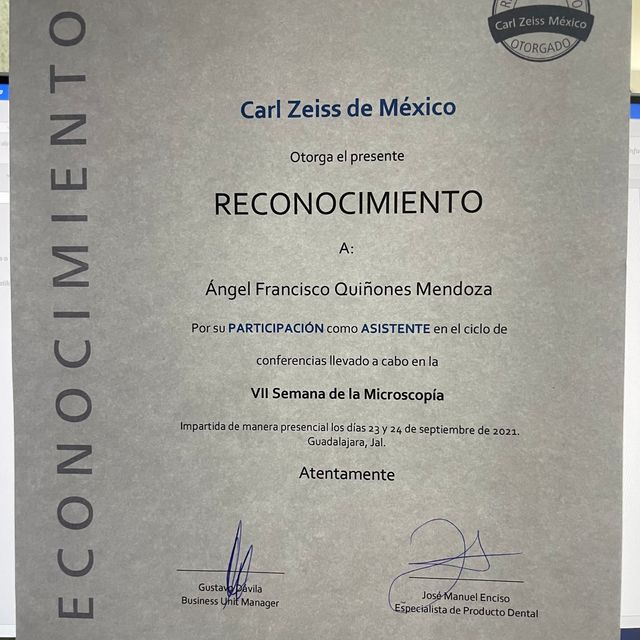 Carl Zeiss México
OTORGADO
ECONOCIMIENTO
Carl Zeiss de México
Otorga el presente
RECONOCIMIENTO
A:
Ángel Francisco Quiñones Mendoza
Por su PARTICIPACIÓN como ASISTENTE en el ciclo de
conferencias llevado a cabo en la
VII Semana de la Microscopía
Impartida de manera presencial los días 23 y 24 de septiembre de 2021.
Guadalajara, Jal.
Atentamente
Gustavo Dávila
Business Unit Manager
José Manuel Enciso
Especialista de Producto Dental